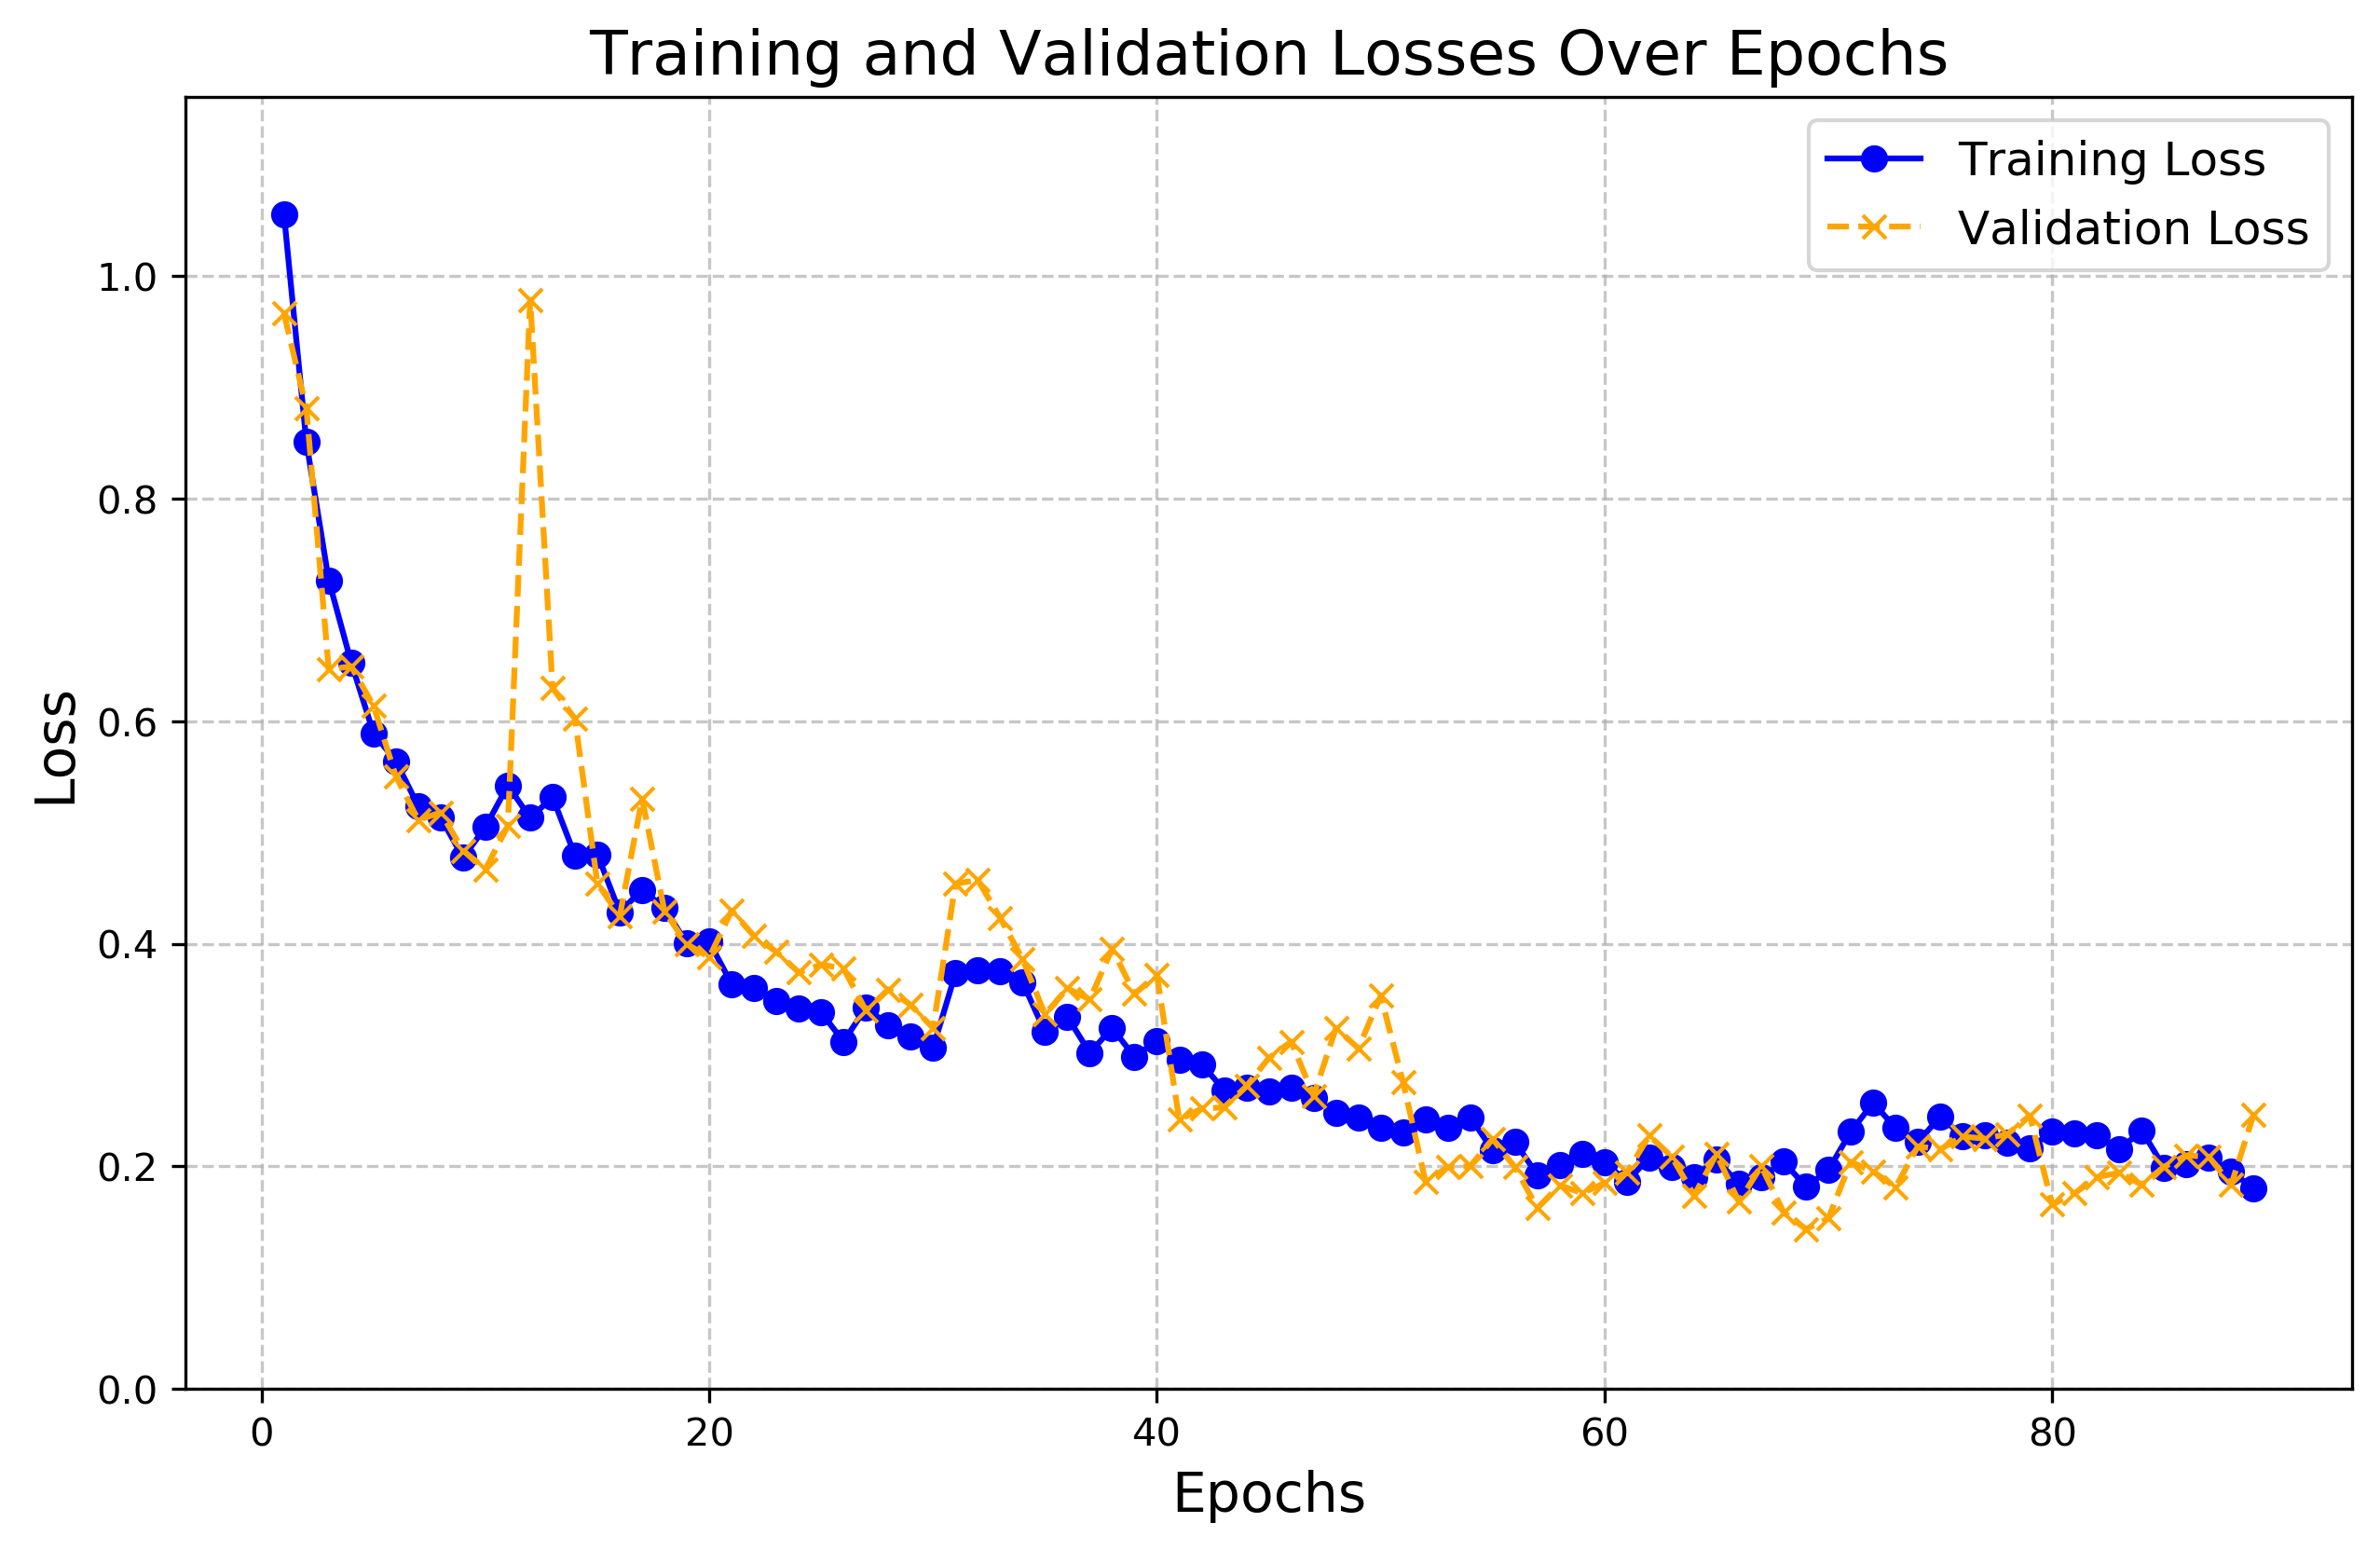 Training and Validation Losses Over Epochs
Training Loss
Validation Loss
Loss
1.0
0.8
0.6
0.4
0.2
0.0
0 20 40 60 80
Epochs